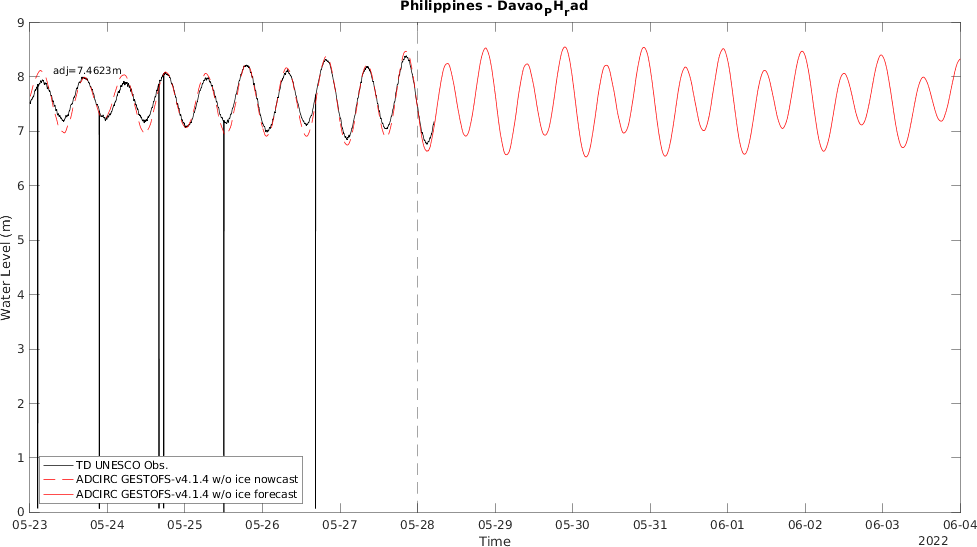 Philippines - Davao_PH_rad
9
8
7
6
5
4
3
2
1
0
Water Level (m)
adj=7.4623m
TD UNESCO Obs.
ADCIRC GESTOFS-v4.1.4 w/o ice nowcast
ADCIRC GESTOFS-v4.1.4 w/o ice forecast
05-23 05-24 05-25 05-26 05-27 05-28 05-29 05-30 05-31 06-01 06-02 06-03 06-04
Time
2022